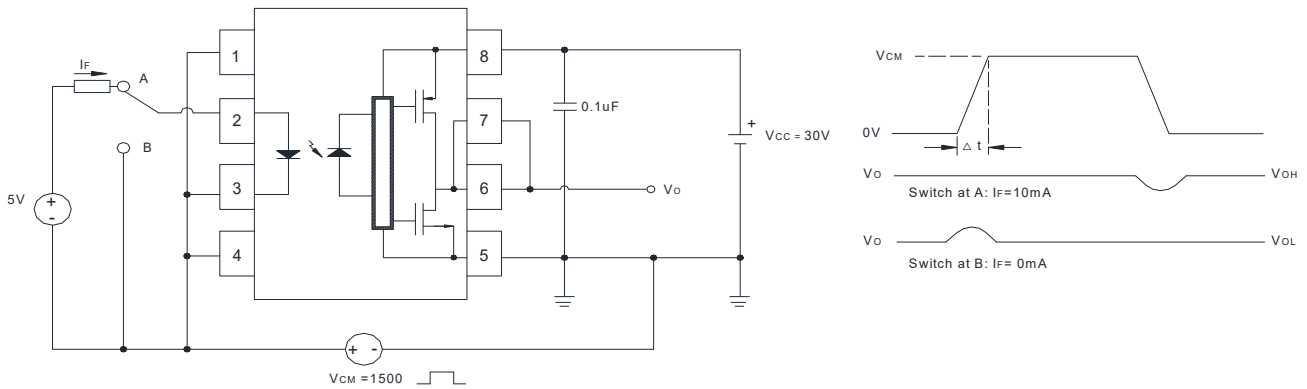 IF
A
B
5V
+
-
1
2
3
4
8
7
6
5
0.1uF
+
VCC = 30V
VO
+ -
VCM =1500
VCM
0V
△ t
VO
VOH
Switch at A: IF=10mA
VO
VOL
Switch at B: IF= 0mA